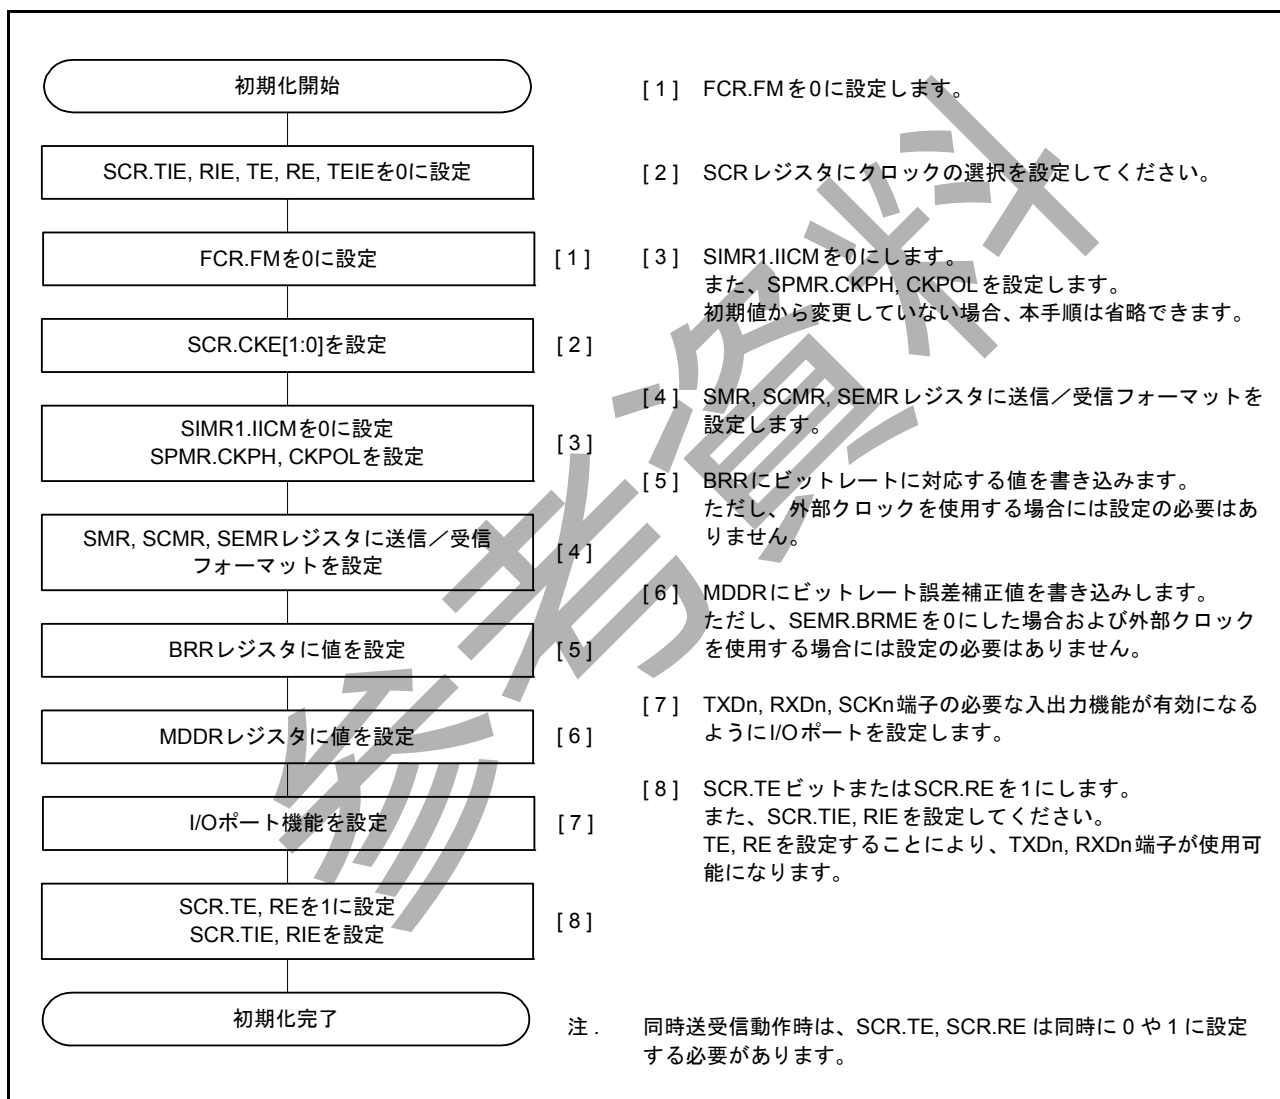 初期化開始
SCR.TIE, RIE, TE, RE, TEIEを0に設定
FCR.FMを0に設定
[1]
SCR.CKE[1:0]を設定
[2]
SIMR1.IICMを0に設定
SPMR.CKPH, CKPOLを設定
[3]
SMR, SCMR, SEMRレジスタに送信／受信
フォーマットを設定
[4]
BRRレジスタに値を設定
[5]
MDDRレジスタに値を設定
[6]
I/Oポート機能を設定
[7]
SCR.TE, REを1に設定
SCR.TIE, RIEを設定
[8]
初期化完了
[1] FCR.FMを0に設定します。
[2] SCRレジスタにクロックの選択を設定してください。
[3] SIMR1.IICMを0にします。
また、SPMR.CKPH, CKPOLを設定します。
初期値から変更していない場合、本手順は省略できます。
[4] SMR, SCMR, SEMRレジスタに送信／受信フォーマットを
設定します。
[5] BRRにビットレートに対応する値を書き込みます。
ただし、外部クロックを使用する場合には設定の必要はあ
りません。
[6] MDDRにビットレート誤差補正値を書き込みします。
ただし、SEMR.BRMEを0にした場合および外部クロック
を使用する場合には設定の必要はありません。
[7] TXDn, RXDn, SCKn端子の必要な入出力機能が有効になる
ようにI/Oポートを設定します。
[8] SCR.TEビットまたはSCR.REを1にします。
また、SCR.TIE, RIEを設定してください。
TE, REを設定することにより、TXDn, RXDn端子が使用可
能になります。
注. 同時送受信動作時は、SCR.TE, SCR.RE は同時に 0 や 1 に設定
する必要があります。
参考資料